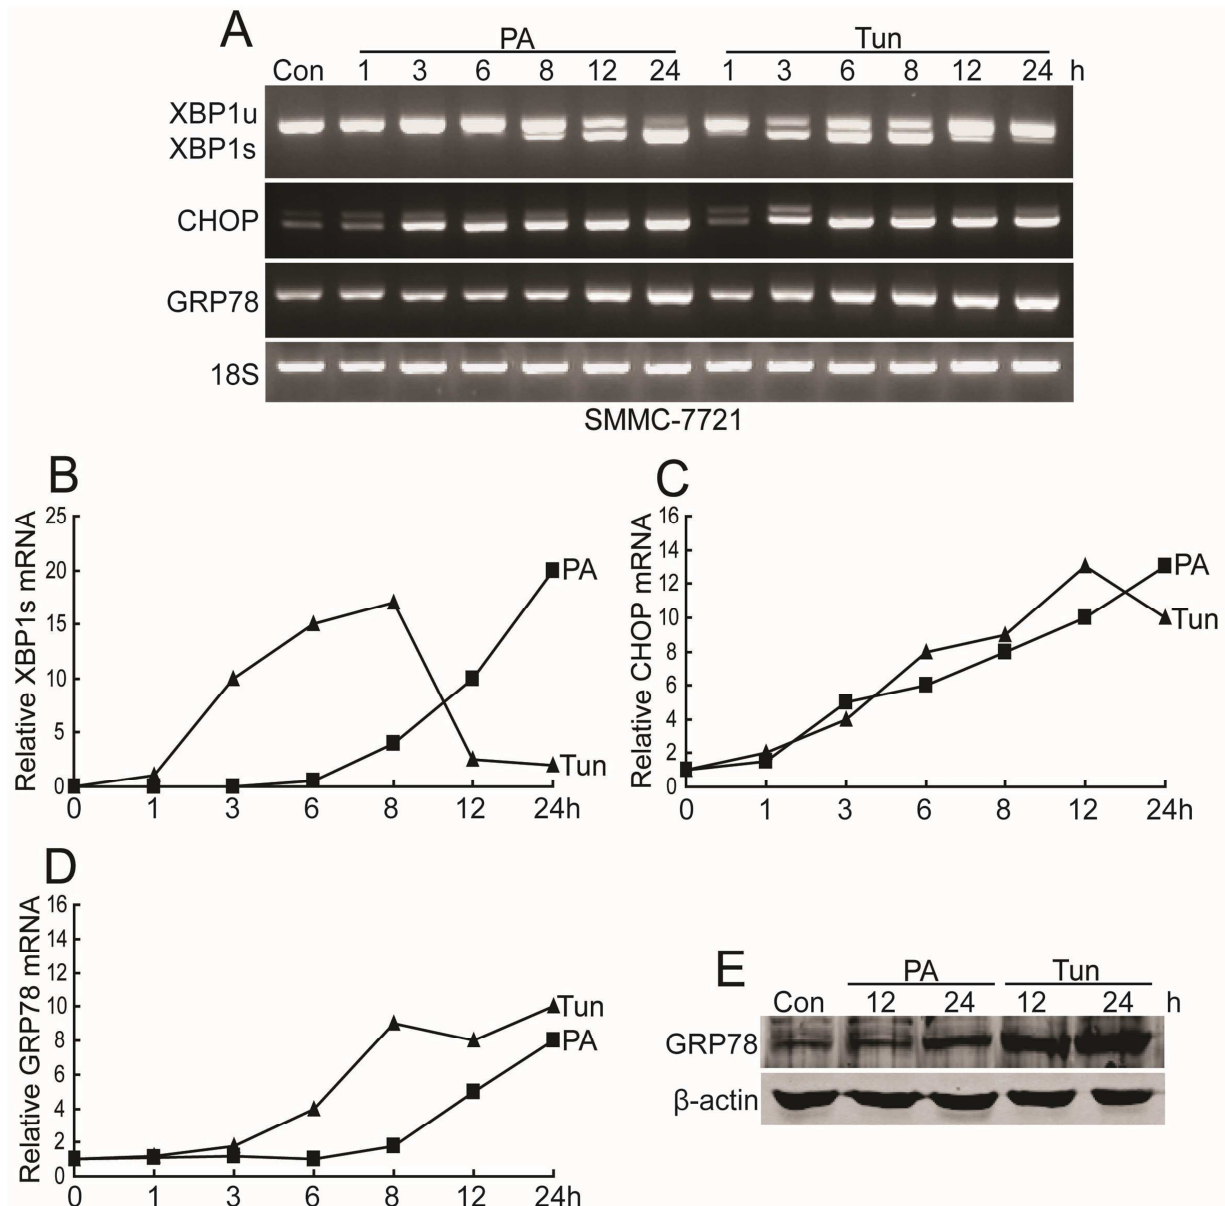 A
PA Tun
Con 1 3 6 8 12 24 1 3 6 8 12 24 h
XBP1u
XBP1s
CHOP
GRP78
18S
SMMC-7721
B
Relative XBP1s mRNA
25
20
15
10
5
0
PA
Tun
0 1 3 6 8 12 24h
C
Relative CHOP mRNA
16
14
12
10
8
6
4
2
0
PA
Tun
0 1 3 6 8 12 24h
D
Relative GRP78 mRNA
16
14
12
10
8
6
4
2
0
Tun
PA
0 1 3 6 8 12 24h
E
PA Tun
Con 12 24 12 24 h
GRP78
β-actin